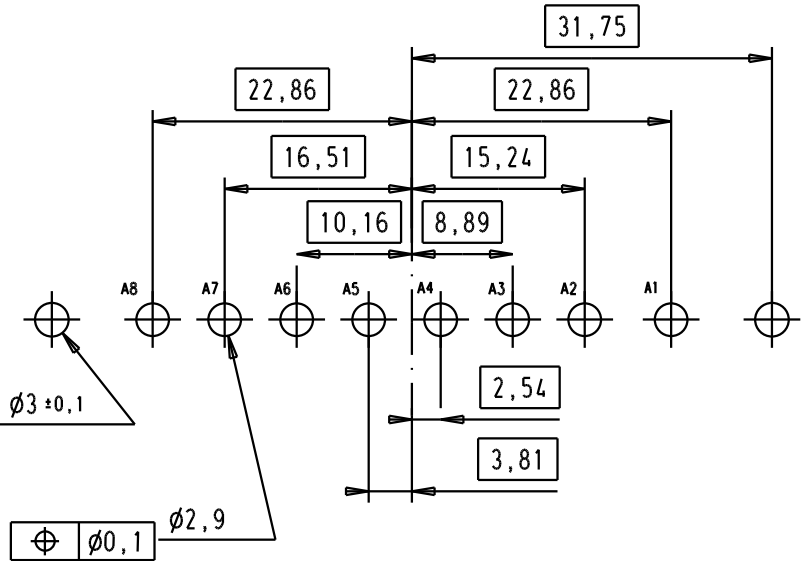 31,75
22,86 22,86
16,51 15,24
10,16 8,89
A8 A7 A6 A5 A4 A3 A2 A1
2,54
Ø3 ±0,1
3,81
Ø2,9
⌖ Ø0,1